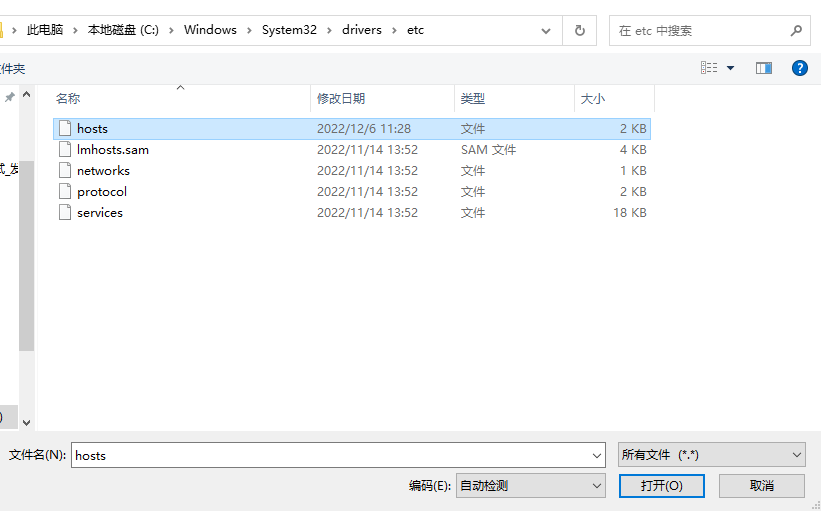 此电脑 › 本地磁盘 (C:) › Windows › System32 › drivers › etc
在 etc 中搜索
件夹
?
名称 修改日期 类型 大小
hosts 2022/12/6 11:28 文件 2 KB
lmhosts.sam 2022/11/14 13:52 SAM 文件 4 KB
networks 2022/11/14 13:52 文件 1 KB
protocol 2022/11/14 13:52 文件 2 KB
services 2022/11/14 13:52 文件 18 KB
)
文件名(N): hosts 所有文件 (*.*)
编码(E): 自动检测 打开(O) 取消